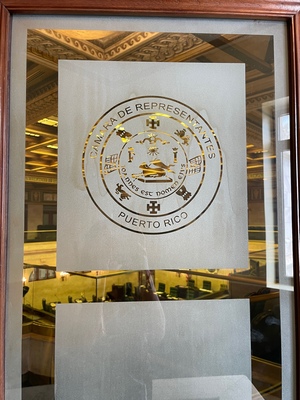 CÁMARA DE REPRESENTANTES
F I
JOANNES EST NOMEN EJUS
PUERTO RICO